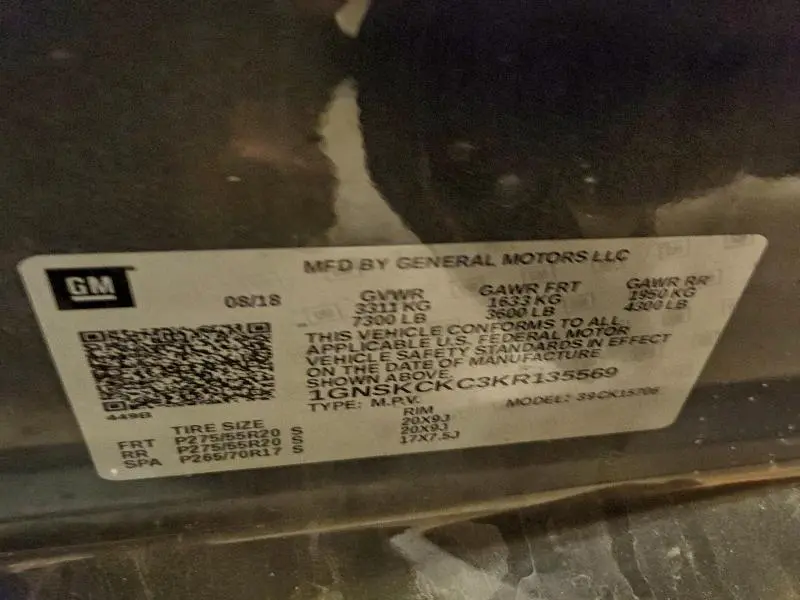 GM
MFD BY GENERAL MOTORS LLC
08/18
GVWR
3311 KG
7300 LB
GAWR FRT
1633 KG
3600 LB
GAWR RR
1950 KG
4300 LB
THIS VEHICLE CONFORMS TO ALL
APPLICABLE U.S. FEDERAL MOTOR
VEHICLE SAFETY STANDARDS IN EFFECT
ON THE DATE OF MANUFACTURE
SHOWN ABOVE.
1GNSKCKC3KR135569
TYPE: M.P.V.
MODEL: 39CK15706
449B
TIRE SIZE
RIM
FRT P275/55R20 S 20X9J
RR P275/55R20 S 20X9J
SPA P265/70R17 S 17X7.5J